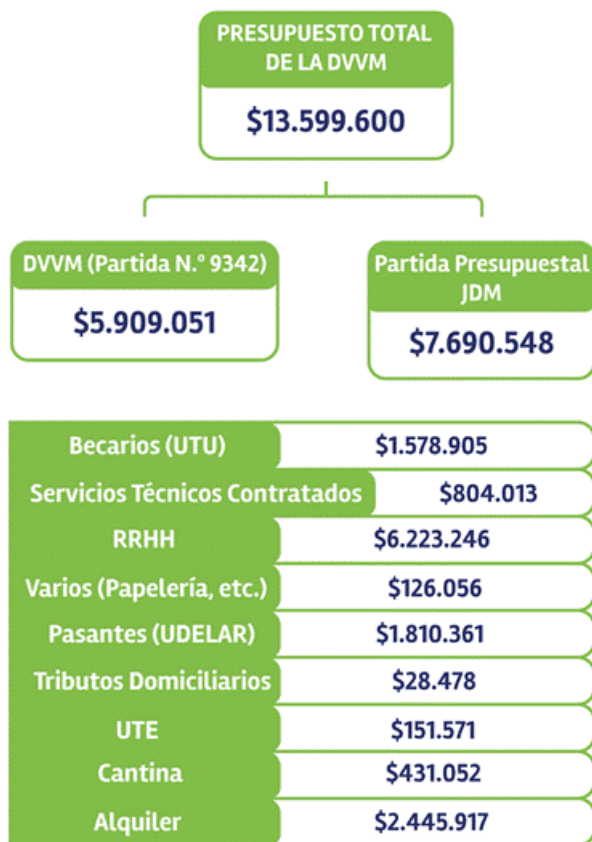 PRESUPUESTO TOTAL
DE LA DVVM
$13.599.600
DVVM (Partida N.° 9342)
$5.909.051
Partida Presupuestal
JDM
$7.690.548
Becarios (UTU) $1.578.905
Servicios Técnicos Contratados $804.013
RRHH $6.223.246
Varios (Papelería, etc.) $126.056
Pasantes (UDELAR) $1.810.361
Tributos Domiciliarios $28.478
UTE $151.571
Cantina $431.052
Alquiler $2.445.917